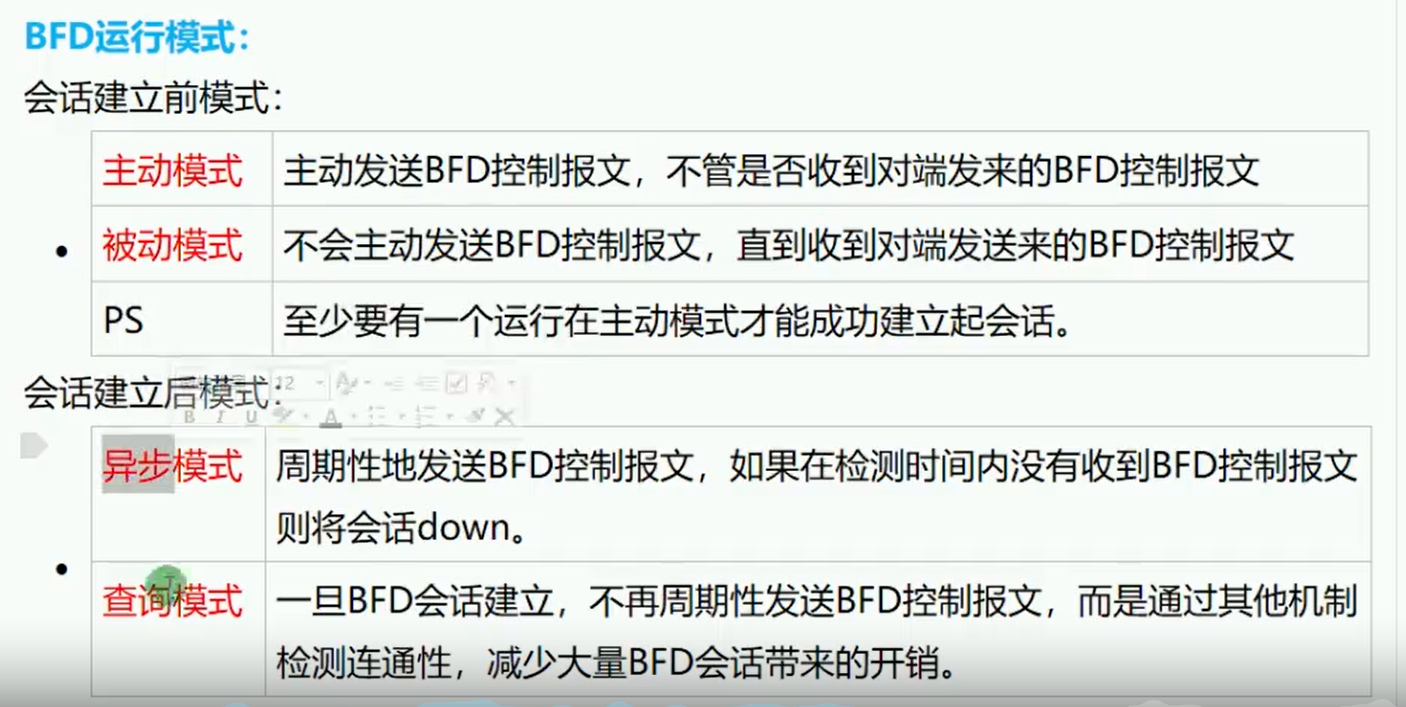 BFD运行模式：
会话建立前模式：
主动模式 主动发送BFD控制报文，不管是否收到对端发来的BFD控制报文
被动模式 不会主动发送BFD控制报文，直到收到对端发送来的BFD控制报文
PS 至少要有一个运行在主动模式才能成功建立起会话。
会话建立后模式：
12
B I U A
异步模式 周期性地发送BFD控制报文，如果在检测时间内没有收到BFD控制报文
则将会话down。
查询模式 一旦BFD会话建立，不再周期性发送BFD控制报文，而是通过其他机制
检测连通性，减少大量BFD会话带来的开销。